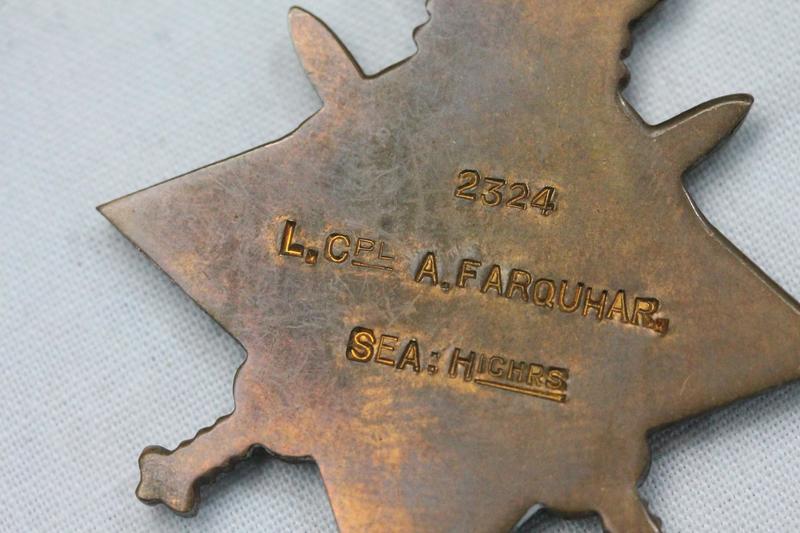 2324
L. CPL A. FARQUHAR.
SEA: HIGHRS